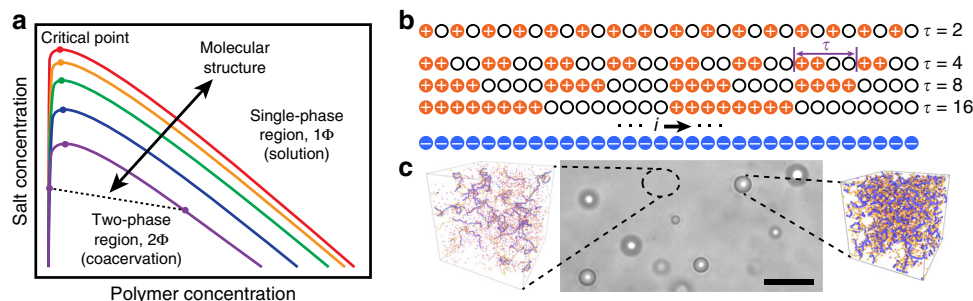 a
Critical point
Molecular
structure
Single-phase
region, 1Φ
(solution)
Two-phase
region, 2Φ
(coacervation)
Salt concentration
Polymer concentration
b
τ = 2
τ
τ = 4
τ = 8
τ = 16
··· i ···
c